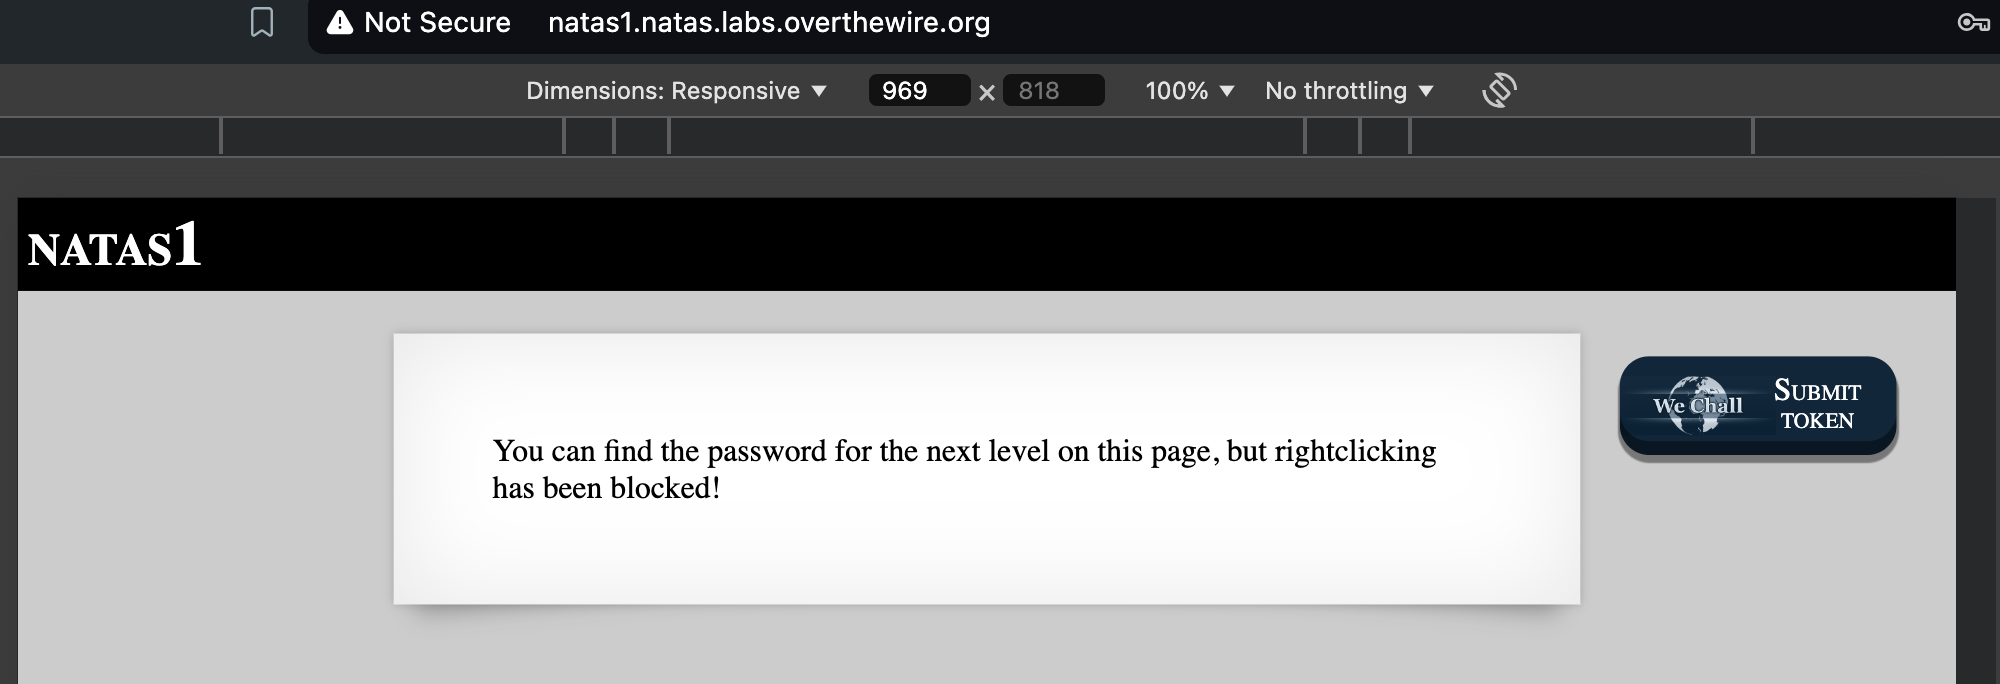 Not Secure natas1.natas.labs.overthewire.org
Dimensions: Responsive 969 × 818 100% No throttling
NATAS1
You can find the password for the next level on this page, but rightclicking
has been blocked!
We Chall
SUBMIT
TOKEN